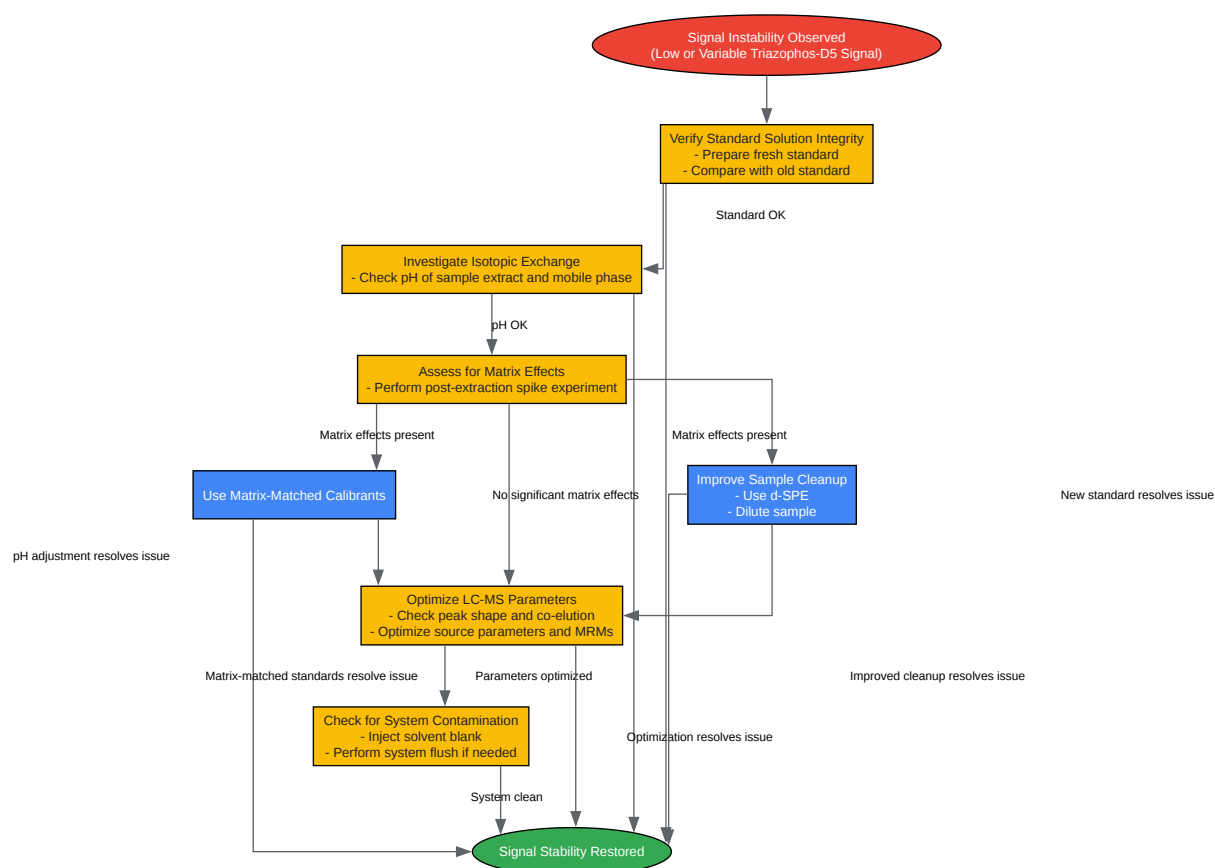 Signal Instability Observed
(Low or Variable Triazophos-D5 Signal)
Verify Standard Solution Integrity
- Prepare fresh standard
- Compare with old standard
Standard OK
Investigate Isotopic Exchange
- Check pH of sample extract and mobile phase
pH OK
Assess for Matrix Effects
- Perform post-extraction spike experiment
Matrix effects present
Matrix effects present
Use Matrix-Matched Calibrants
No significant matrix effects
Improve Sample Cleanup
- Use d-SPE
- Dilute sample
New standard resolves issue
pH adjustment resolves issue
Optimize LC-MS Parameters
- Check peak shape and co-elution
- Optimize source parameters and MRMs
Matrix-matched standards resolve issue
Parameters optimized
Improved cleanup resolves issue
Check for System Contamination
- Inject solvent blank
- Perform system flush if needed
Optimization resolves issue
System clean
Signal Stability Restored